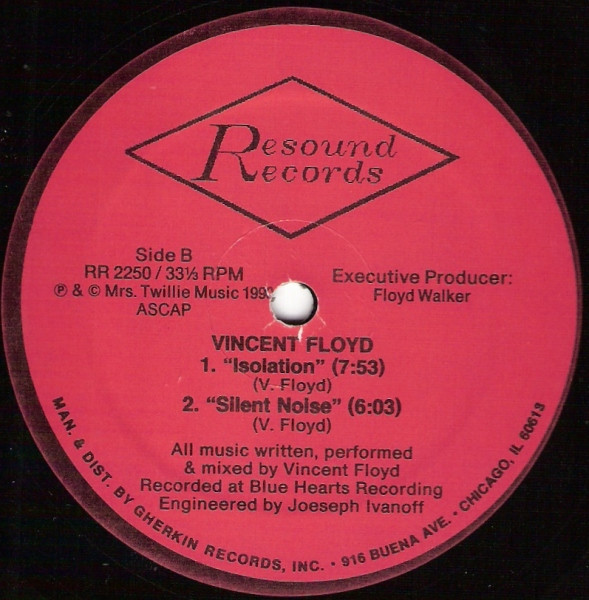 Resound
Records
Side B
RR 2250 / 33⅓ RPM
℗ & © Mrs. Twillie Music
ASCAP
Executive Producer:
Floyd Walker
VINCENT FLOYD
1. “Isolation” (7:53)
(V. Floyd)
2. “Silent Noise” (6:03)
(V. Floyd)
All music written, performed
& mixed by Vincent Floyd
Recorded at Blue Hearts Recording
Engineered by Joeseph Ivanoff
MAN. & DIST. BY GHERKIN RECORDS, INC. • 916 BUENA AVE. • CHICAGO, IL 60613